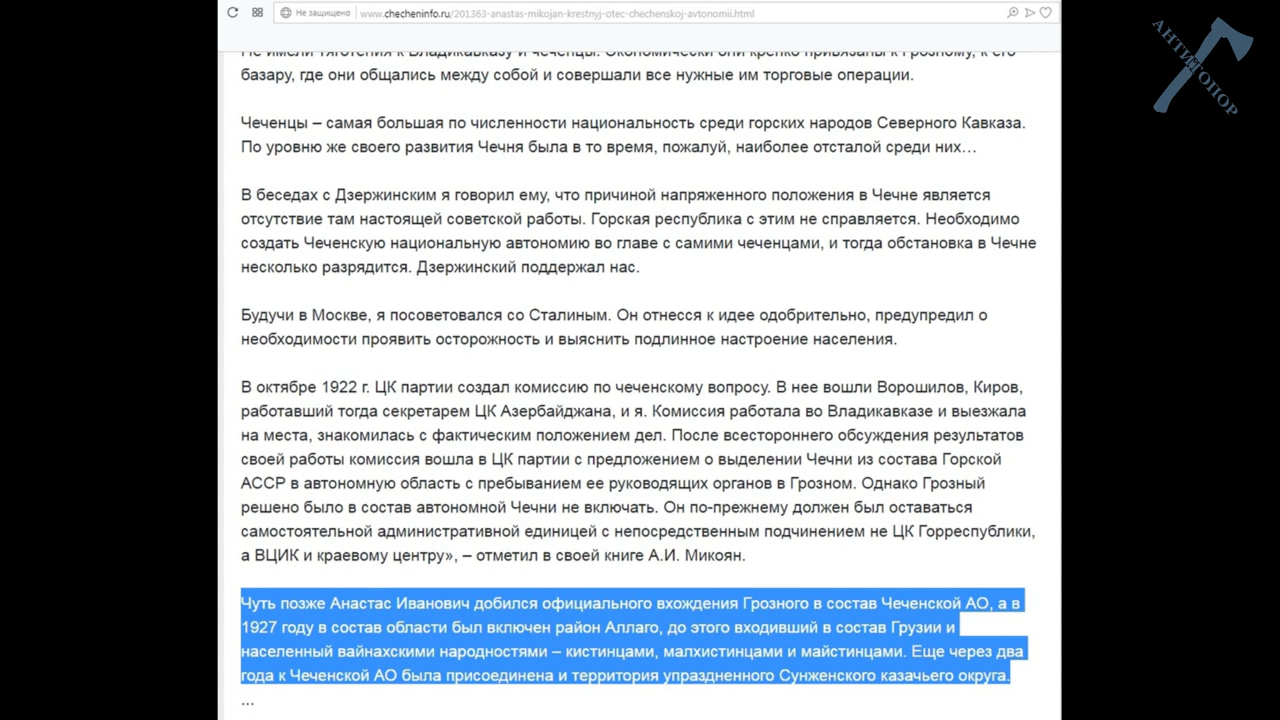 Не защищено
www.checheninfo.ru/201363-anastas-mikojan-krestnyj-otec-chechenskoj-avtonomii.html
АНТИТОПОР
Не имели тяготения к Владикавказу и чеченцы. Экономически они крепко привязаны к Грозному, к его
базару, где они общались между собой и совершали все нужные им торговые операции.
Чеченцы – самая большая по численности национальность среди горских народов Северного Кавказа.
По уровню же своего развития Чечня была в то время, пожалуй, наиболее отсталой среди них…
В беседах с Дзержинским я говорил ему, что причиной напряженного положения в Чечне является
отсутствие там настоящей советской работы. Горская республика с этим не справляется. Необходимо
создать Чеченскую национальную автономию во главе с самими чеченцами, и тогда обстановка в Чечне
несколько разрядится. Дзержинский поддержал нас.
Будучи в Москве, я посоветовался со Сталиным. Он отнесся к идее одобрительно, предупредил о
необходимости проявить осторожность и выяснить подлинное настроение населения.
В октябре 1922 г. ЦК партии создал комиссию по чеченскому вопросу. В нее вошли Ворошилов, Киров,
работавший тогда секретарем ЦК Азербайджана, и я. Комиссия работала во Владикавказе и выезжала
на места, знакомилась с фактическим положением дел. После всестороннего обсуждения результатов
своей работы комиссия вошла в ЦК партии с предложением о выделении Чечни из состава Горской
АССР в автономную область с пребыванием ее руководящих органов в Грозном. Однако Грозный
решено было в состав автономной Чечни не включать. Он по-прежнему должен был оставаться
самостоятельной административной единицей с непосредственным подчинением не ЦК Горреспублики,
а ВЦИК и краевому центру», – отметил в своей книге А.И. Микоян.
Чуть позже Анастас Иванович добился официального вхождения Грозного в состав Чеченской АО, а в
1927 году в состав области был включен район Аллаго, до этого входивший в состав Грузии и
населенный вайнахскими народностями – кистинцами, малхистинцами и майстинцами. Еще через два
года к Чеченской АО была присоединена и территория упраздненного Сунженского казачьего округа.
...